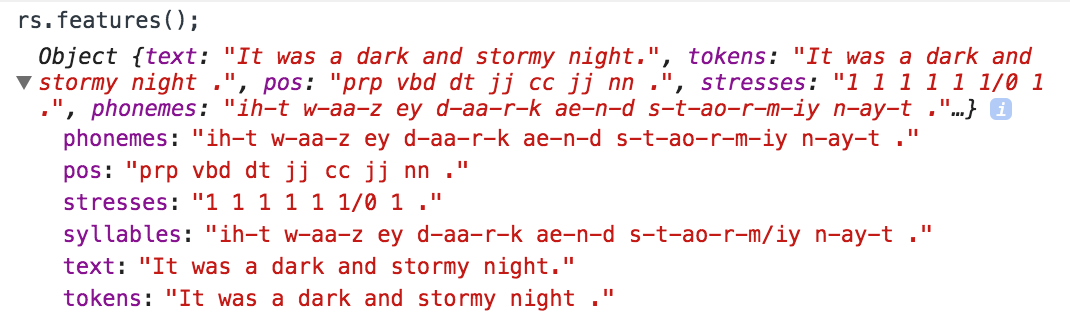 rs.features();
Object {text: "It was a dark and stormy night.", tokens: "It was a dark and
stormy night .", pos: "prp vbd dt jj cc jj nn .", stresses: "1 1 1 1 1 1/0 1
.", phonemes: "ih-t w-aa-z ey d-aa-r-k ae-n-d s-t-ao-r-m-iy n-ay-t ."…} i
phonemes: "ih-t w-aa-z ey d-aa-r-k ae-n-d s-t-ao-r-m-iy n-ay-t ."
pos: "prp vbd dt jj cc jj nn ."
stresses: "1 1 1 1 1 1/0 1 ."
syllables: "ih-t w-aa-z ey d-aa-r-k ae-n-d s-t-ao-r-m/iy n-ay-t ."
text: "It was a dark and stormy night."
tokens: "It was a dark and stormy night ."